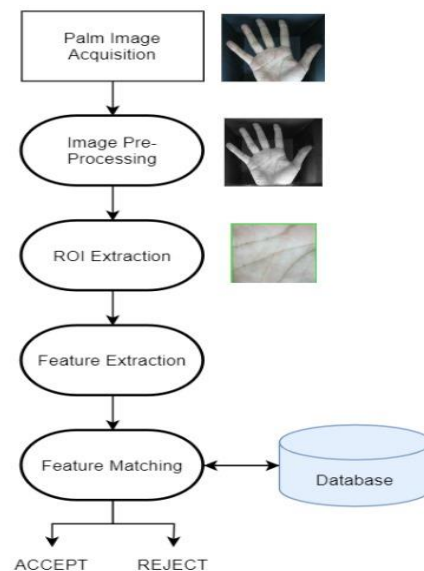 Palm Image
Acquisition
Image Pre-
Processing
ROI Extraction
Feature Extraction
Feature Matching
Database
ACCEPT
REJECT